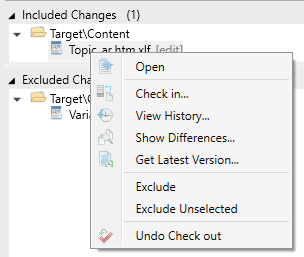 Included Changes (1)
Target\Content
Topic_ar.htm.xlf [edit]
Open
Excluded Changes
Check in...
Target\
View History...
Varia
Show Differences...
Get Latest Version...
Exclude
Exclude Unselected
Undo Check out